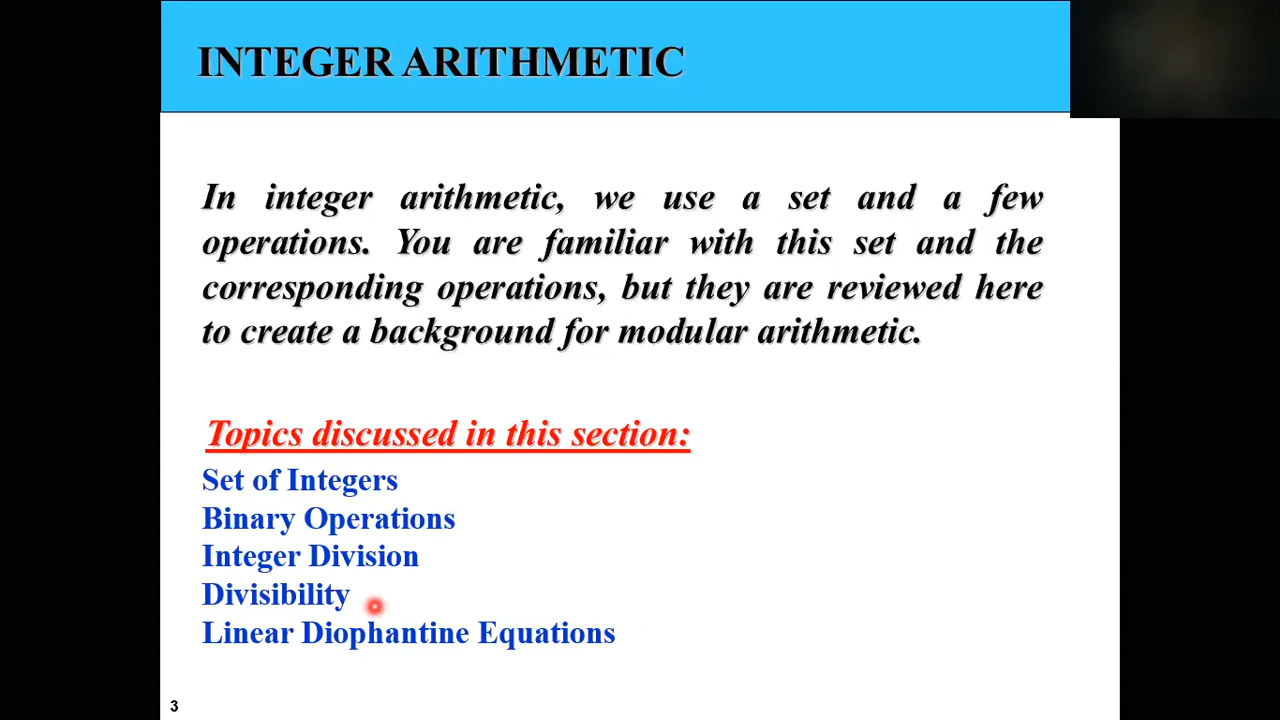 INTEGER ARITHMETIC
In integer arithmetic, we use a set and a few
operations. You are familiar with this set and the
corresponding operations, but they are reviewed here
to create a background for modular arithmetic.
Topics discussed in this section:
Set of Integers
Binary Operations
Integer Division
Divisibility
Linear Diophantine Equations
3